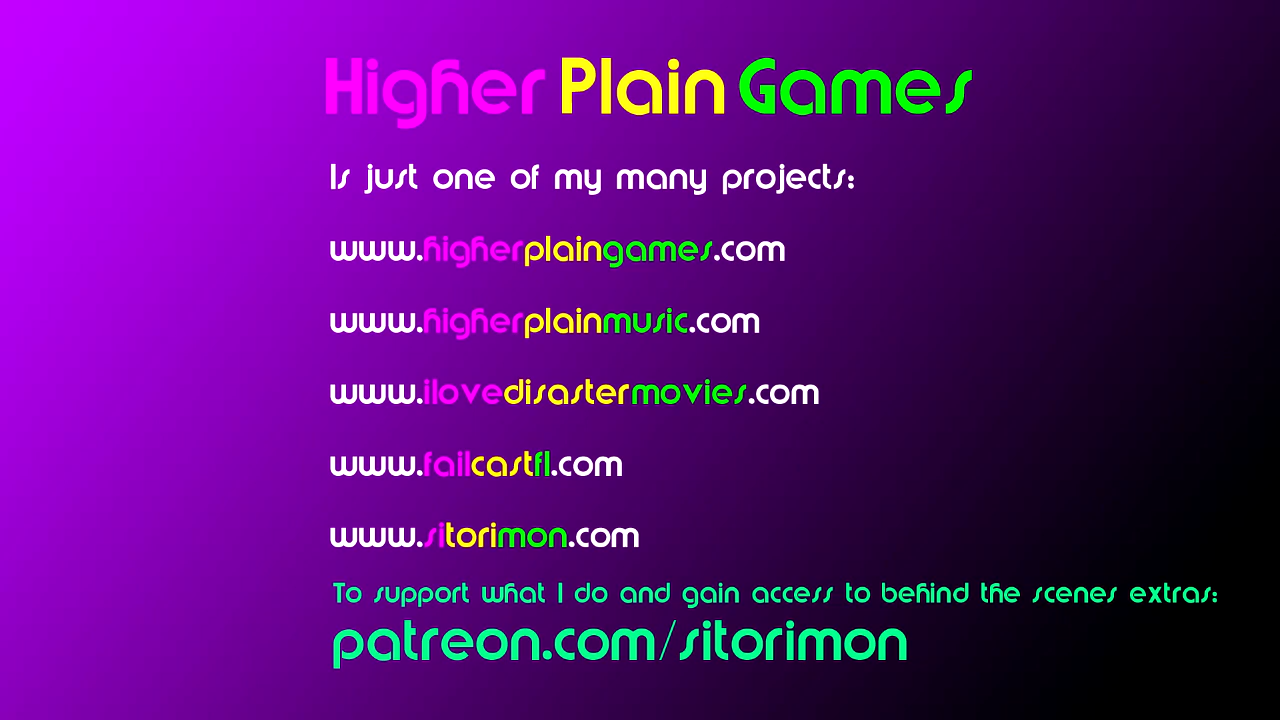 Higher Plain Games
Is just one of my many projects:
www.higherplaingames.com
www.higherplainmusic.com
www.ilovedisastermovies.com
www.failcastfl.com
www.sitorimon.com
To support what I do and gain access to behind the scenes extras:
patreon.com/sitorimon